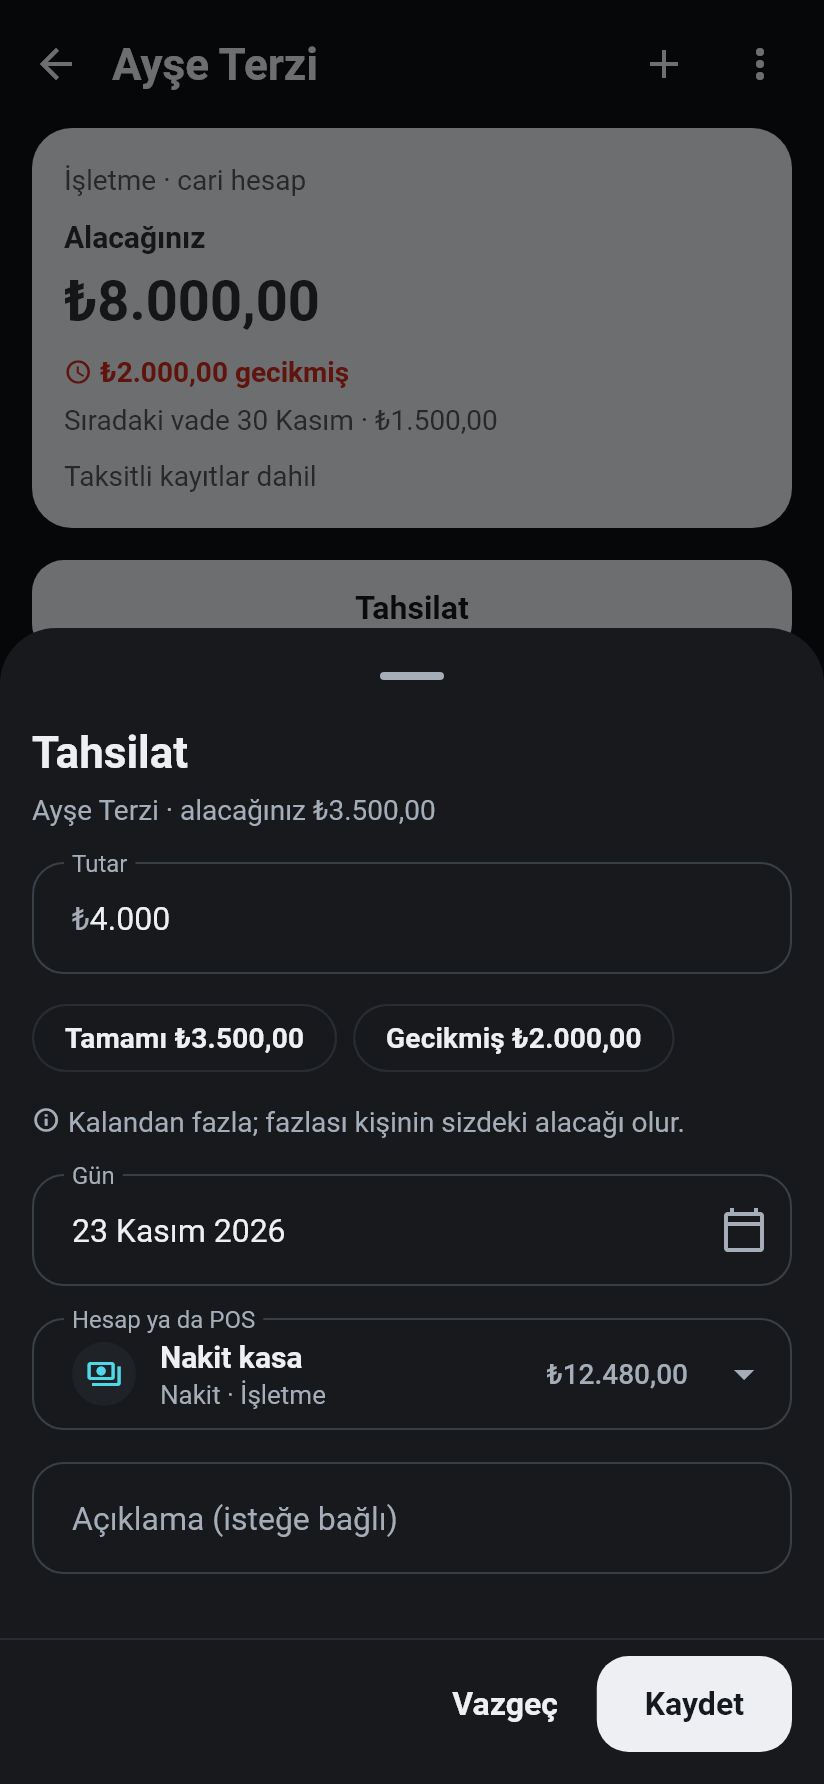 Ayşe Terzi
İşletme · cari hesap
Alacağınız
₺8.000,00
₺2.000,00 gecikmiş
Sıradaki vade 30 Kasım · ₺1.500,00
Taksitli kayıtlar dahil
Tahsilat
Tahsilat
Ayşe Terzi · alacağınız ₺3.500,00
Tutar
₺4.000
Tamamı ₺3.500,00
Gecikmiş ₺2.000,00
Kalandan fazla; fazlası kişinin sizdeki alacağı olur.
Gün
23 Kasım 2026
Hesap ya da POS
Nakit kasa
Nakit · İşletme
₺12.480,00
Açıklama (isteğe bağlı)
Vazgeç
Kaydet